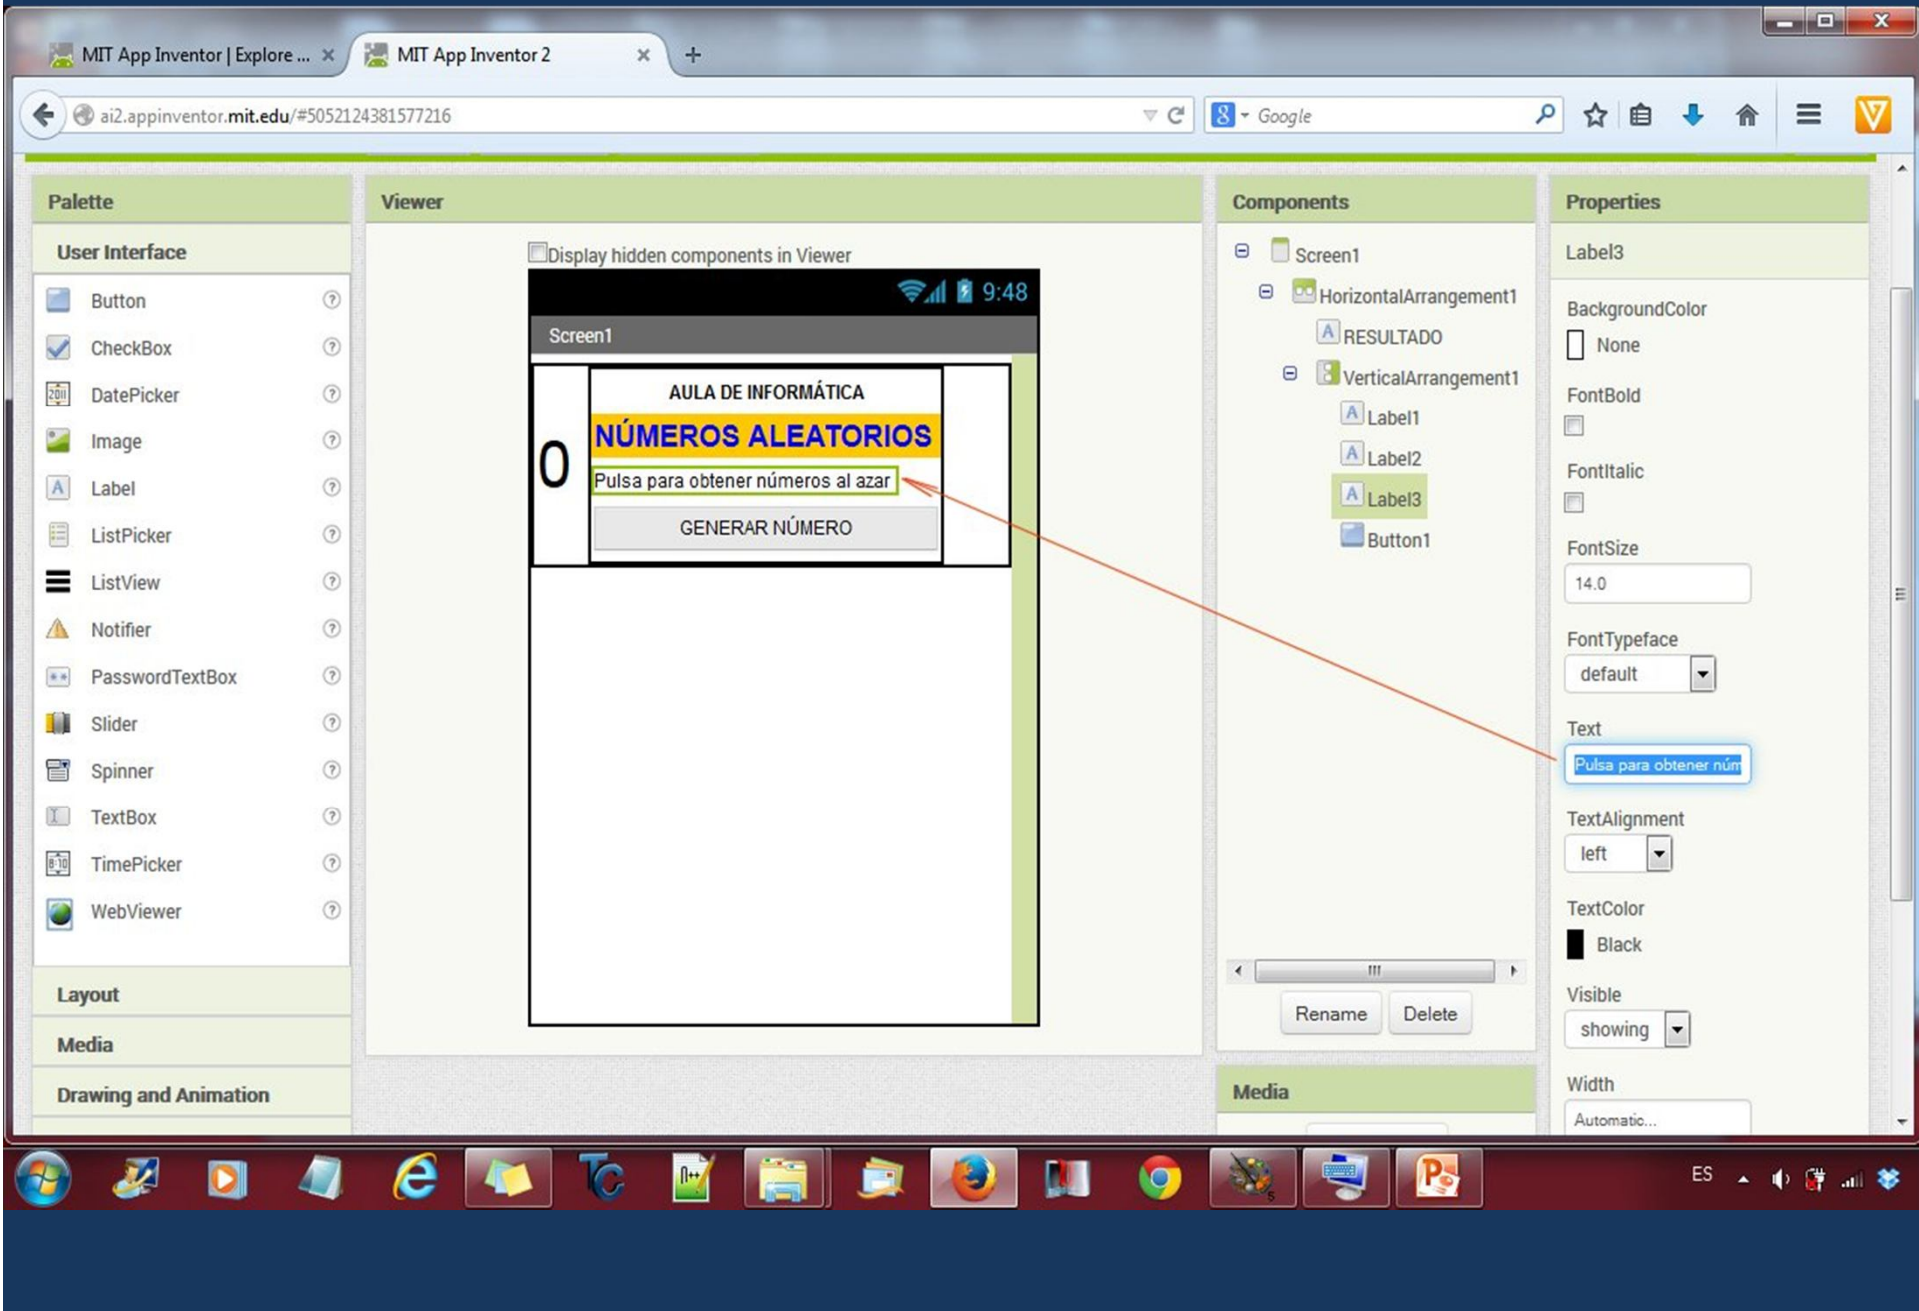 MIT App Inventor | Explore ...
MIT App Inventor 2
ai2.appinventor.mit.edu/#5052124381577216
Google
Palette
User Interface
Button
CheckBox
DatePicker
Image
Label
ListPicker
ListView
Notifier
PasswordTextBox
Slider
Spinner
TextBox
TimePicker
WebViewer
Layout
Media
Drawing and Animation
Viewer
Display hidden components in Viewer
9:48
Screen1
0
AULA DE INFORMÁTICA
NÚMEROS ALEATORIOS
Pulsa para obtener números al azar
GENERAR NÚMERO
Components
Screen1
HorizontalArrangement1
RESULTADO
VerticalArrangement1
Label1
Label2
Label3
Button1
Rename Delete
Media
Properties
Label3
BackgroundColor
None
FontBold
FontItalic
FontSize
14.0
FontTypeface
default
Text
Pulsa para obtener núm
TextAlignment
left
TextColor
Black
Visible
showing
Width
Automatic...
ES